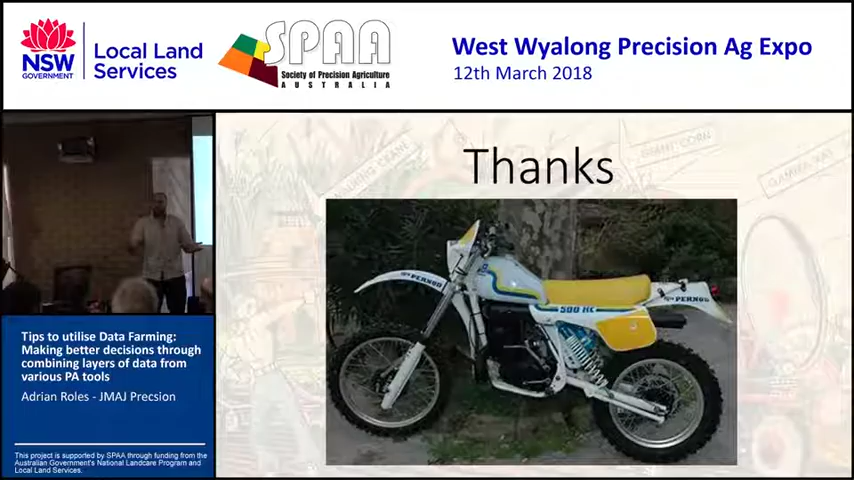 NSW
GOVERNMENT
Local Land
Services
SPAA
Society of Precision Agriculture
AUSTRALIA
West Wyalong Precision Ag Expo
12th March 2018
GIANT CORN
Thanks
PERNOD
500 HC
PERNOD
Tips to utilise Data Farming:
Making better decisions through
combining layers of data from
various PA tools
Adrian Roles - JMAJ Precsion
This project is supported by SPAA through funding from the
Australian Government's National Landcare Program and
Local Land Services.